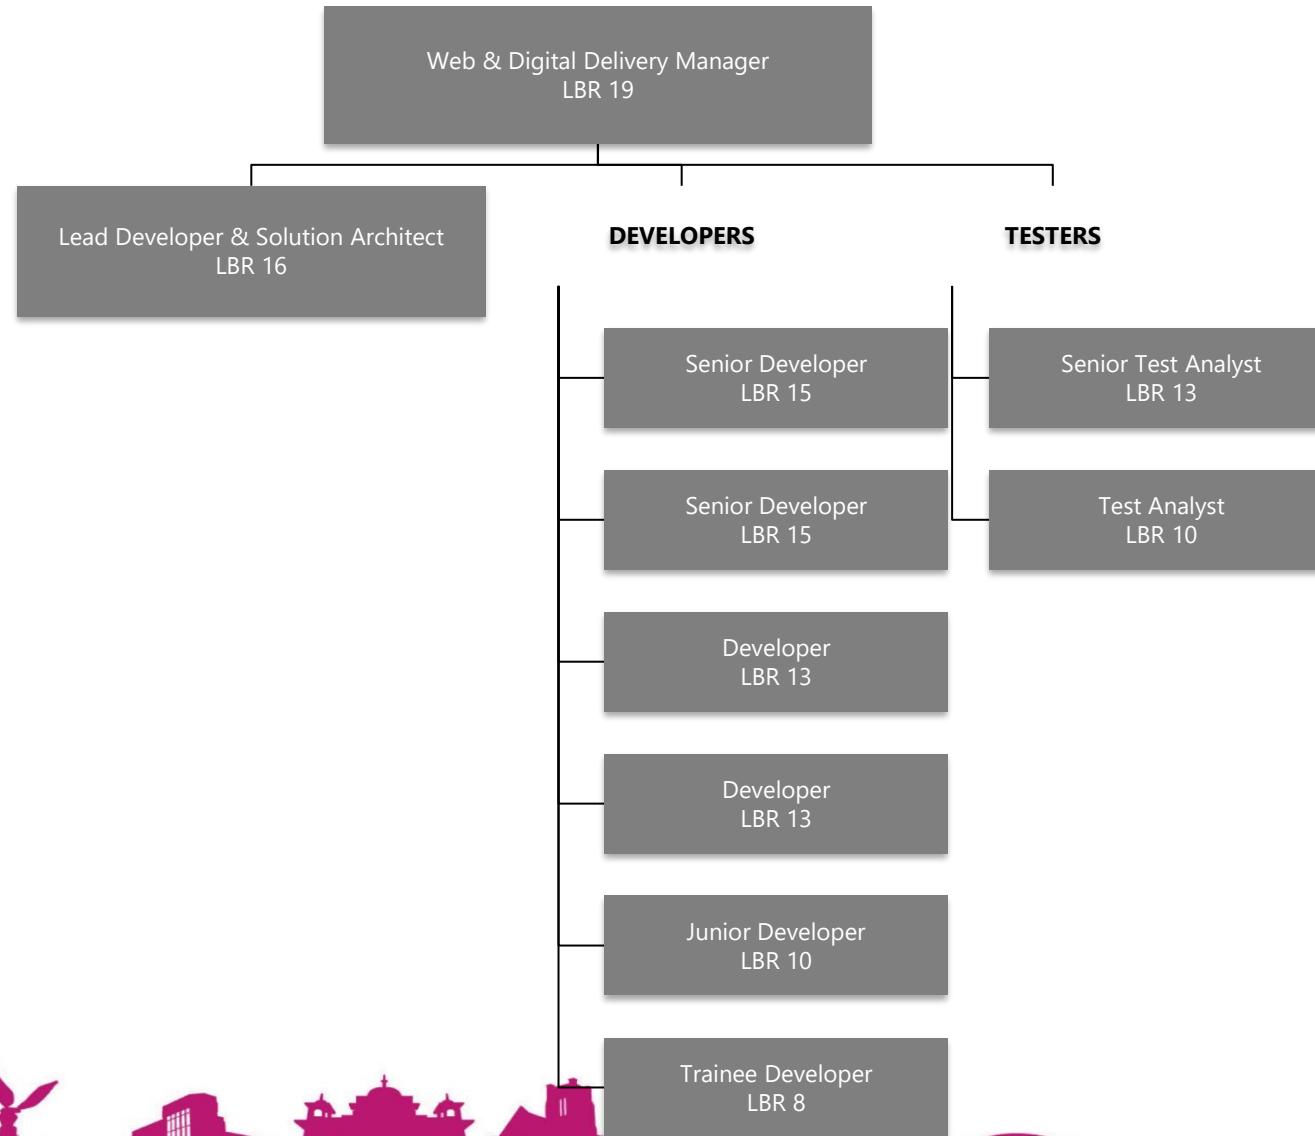 Web & Digital Delivery Manager
LBR 19
Lead Developer & Solution Architect
LBR 16
DEVELOPERS
Senior Developer
LBR 15
Senior Developer
LBR 15
Developer
LBR 13
Developer
LBR 13
Junior Developer
LBR 10
Trainee Developer
LBR 8
TESTERS
Senior Test Analyst
LBR 13
Test Analyst
LBR 10